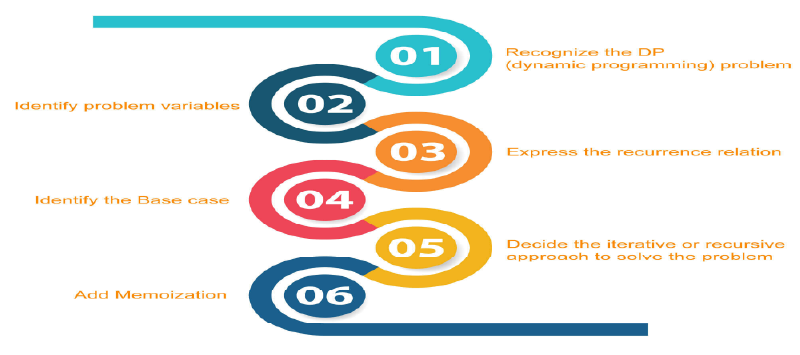 01
Recognize the DP
(dynamic programming) problem
02
Identify problem variables
03
Express the recurrence relation
04
Identify the Base case
05
Decide the iterative or recursive
approach to solve the problem
06
Add Memoization